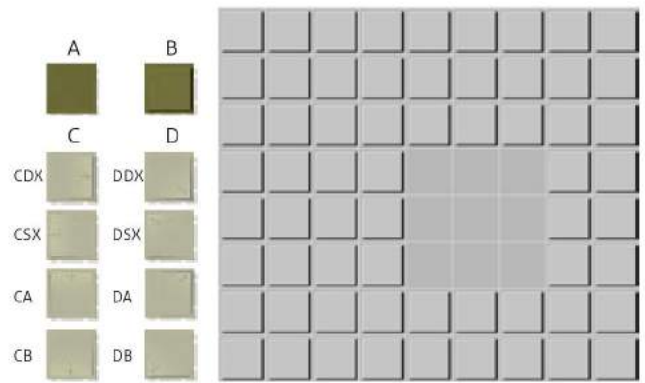 A B
C D
CDX DDX
CSX DSX
CA DA
CB DB